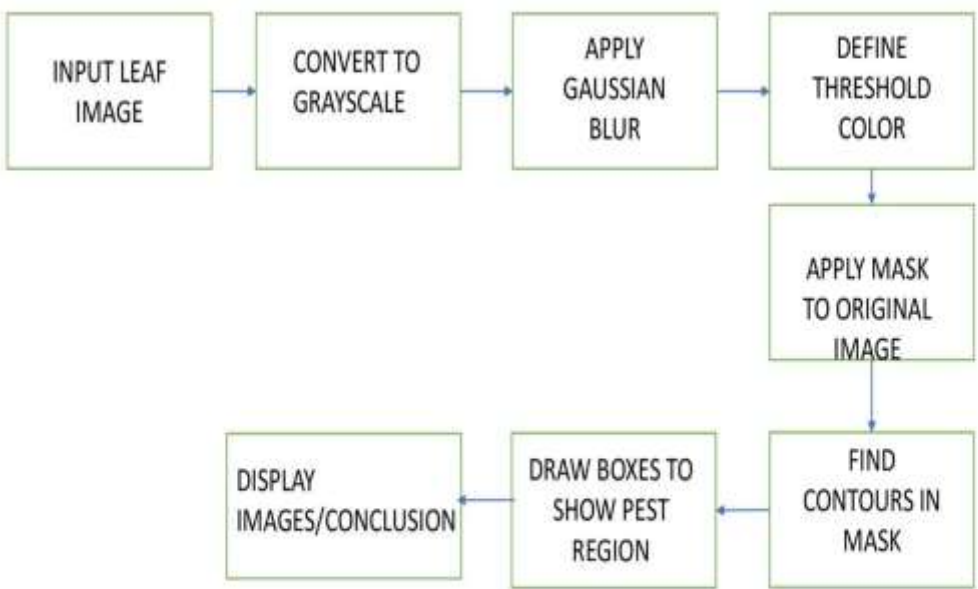 INPUT LEAF
IMAGE
CONVERT TO
GRAYSCALE
APPLY
GAUSSIAN
BLUR
DEFINE
THRESHOLD
COLOR
APPLY MASK
TO ORIGINAL
IMAGE
FIND
CONTOURS IN
MASK
DRAW BOXES TO
SHOW PEST
REGION
DISPLAY
IMAGES/CONCLUSION